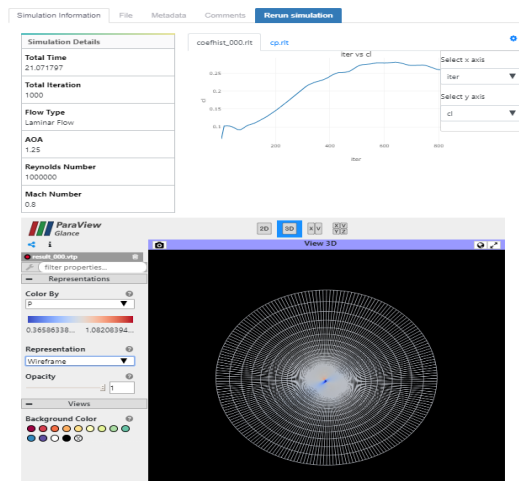 Simulation Information File Metadata Comments Rerun simulation
Simulation Details
Total Time
21.071797
Total Iteration
1000
Flow Type
Laminar Flow
AOA
1.25
Reynolds Number
1000000
Mach Number
0.8
coefhist_000.rlt cp.rlt
iter vs cl
0.25
0.2
0.15
0.1
cl
200 400 600 800
iter
Select x axis
iter
Select y axis
cl
ParaView
Glance
2D 3D X|V X|V Y|Z
View 3D
result_000.vtp
filter properties...
Representations
Color By
P
0.36586338... 1.08208394...
Representation
Wireframe
Opacity
1
Views
Background Color